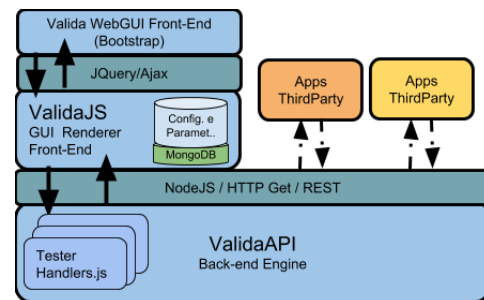 Valida WebGUI Front-End
(Bootstrap)
JQuery/Ajax
ValidaJS
GUI Renderer
Front-End
Config. e
Paramet..
MongoDB
Apps
ThirdParty
Apps
ThirdParty
NodeJS / HTTP Get / REST
Tester
Handlers.js
ValidaAPI
Back-end Engine